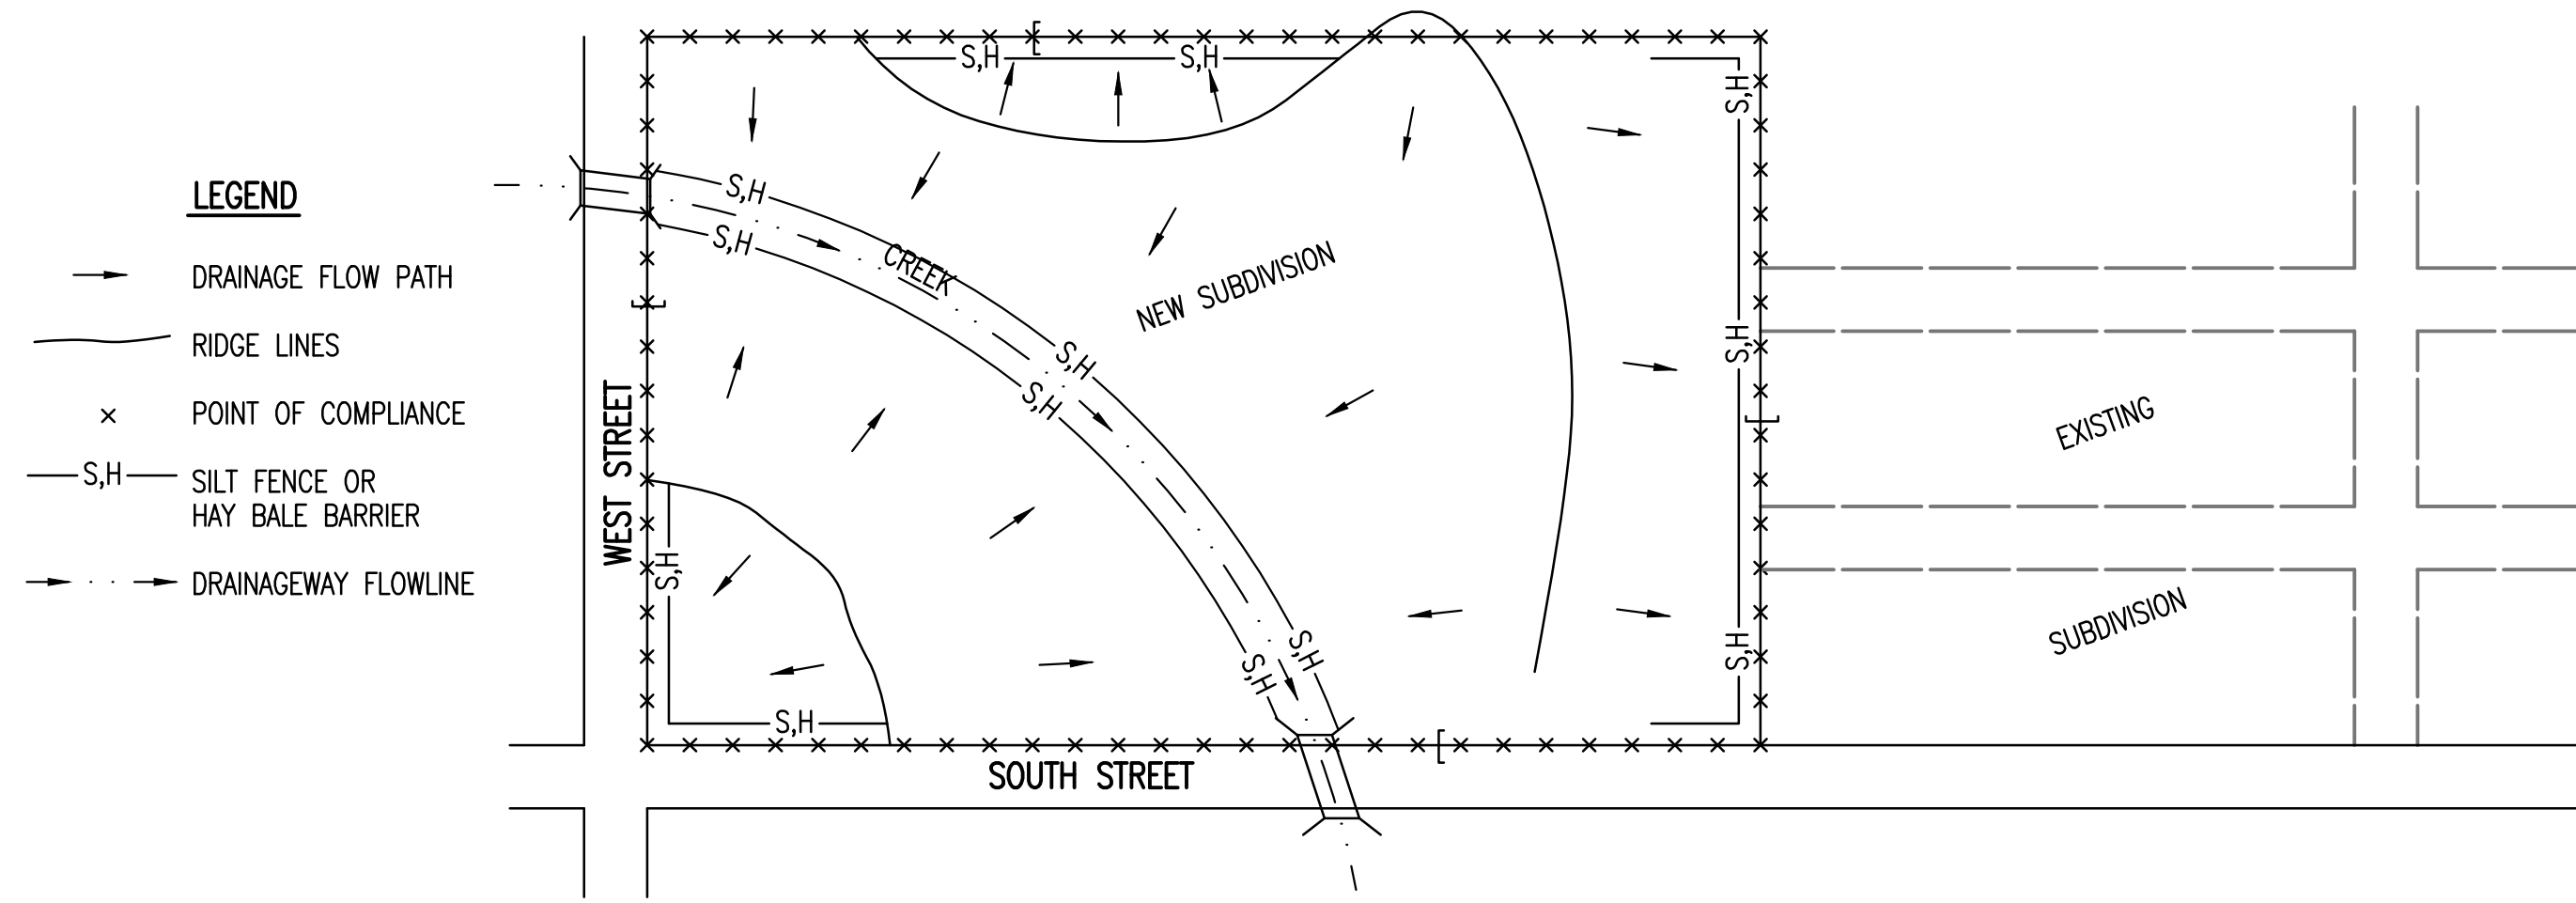 LEGEND
DRAINAGE FLOW PATH
RIDGE LINES
POINT OF COMPLIANCE
S,H
SILT FENCE OR
HAY BALE BARRIER
DRAINAGEWAY FLOWLINE
S,H
S,H
S,H
S,H
S,H
CREEK
NEW SUBDIVISION
S,H
S,H
S,H
WEST STREET
EXISTING
S,H
S,H
S,H
S,H
SUBDIVISION
S,H
SOUTH STREET